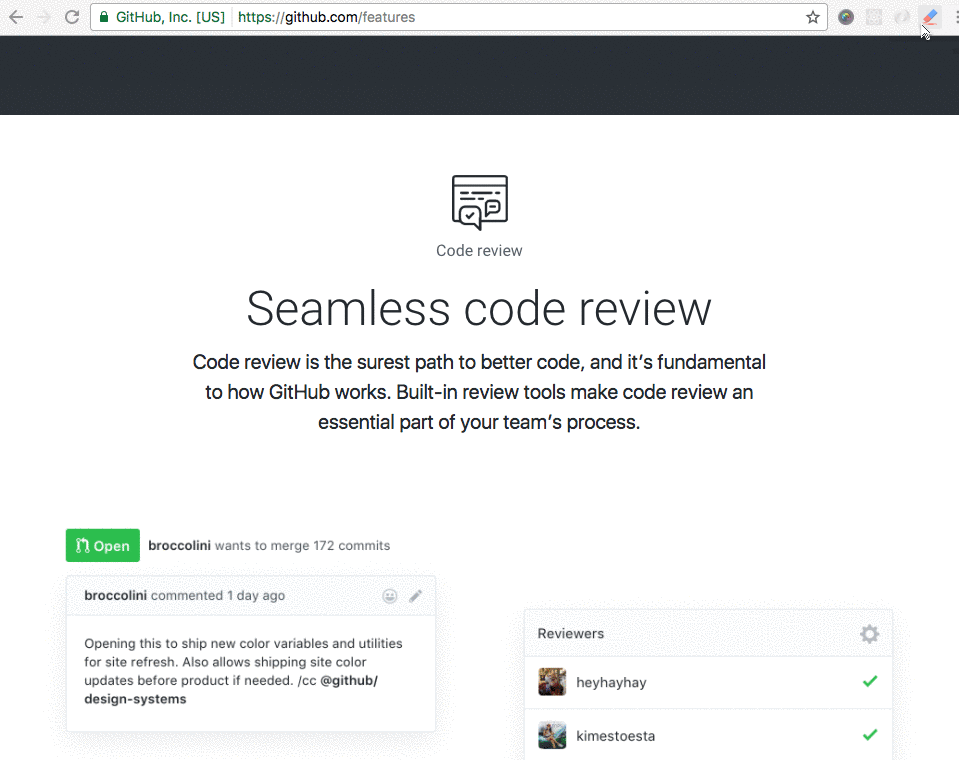 GitHub, Inc. [US] https://github.com/features
Code review
Seamless code review
Code review is the surest path to better code, and it’s fundamental
to how GitHub works. Built-in review tools make code review an
essential part of your team’s process.
Open broccolini wants to merge 172 commits
broccolini commented 1 day ago
Opening this to ship new color variables and utilities
for site refresh. Also allows shipping site color
updates before product if needed. /cc @github/
design-systems
Reviewers
heyhayhay
kimestoesta